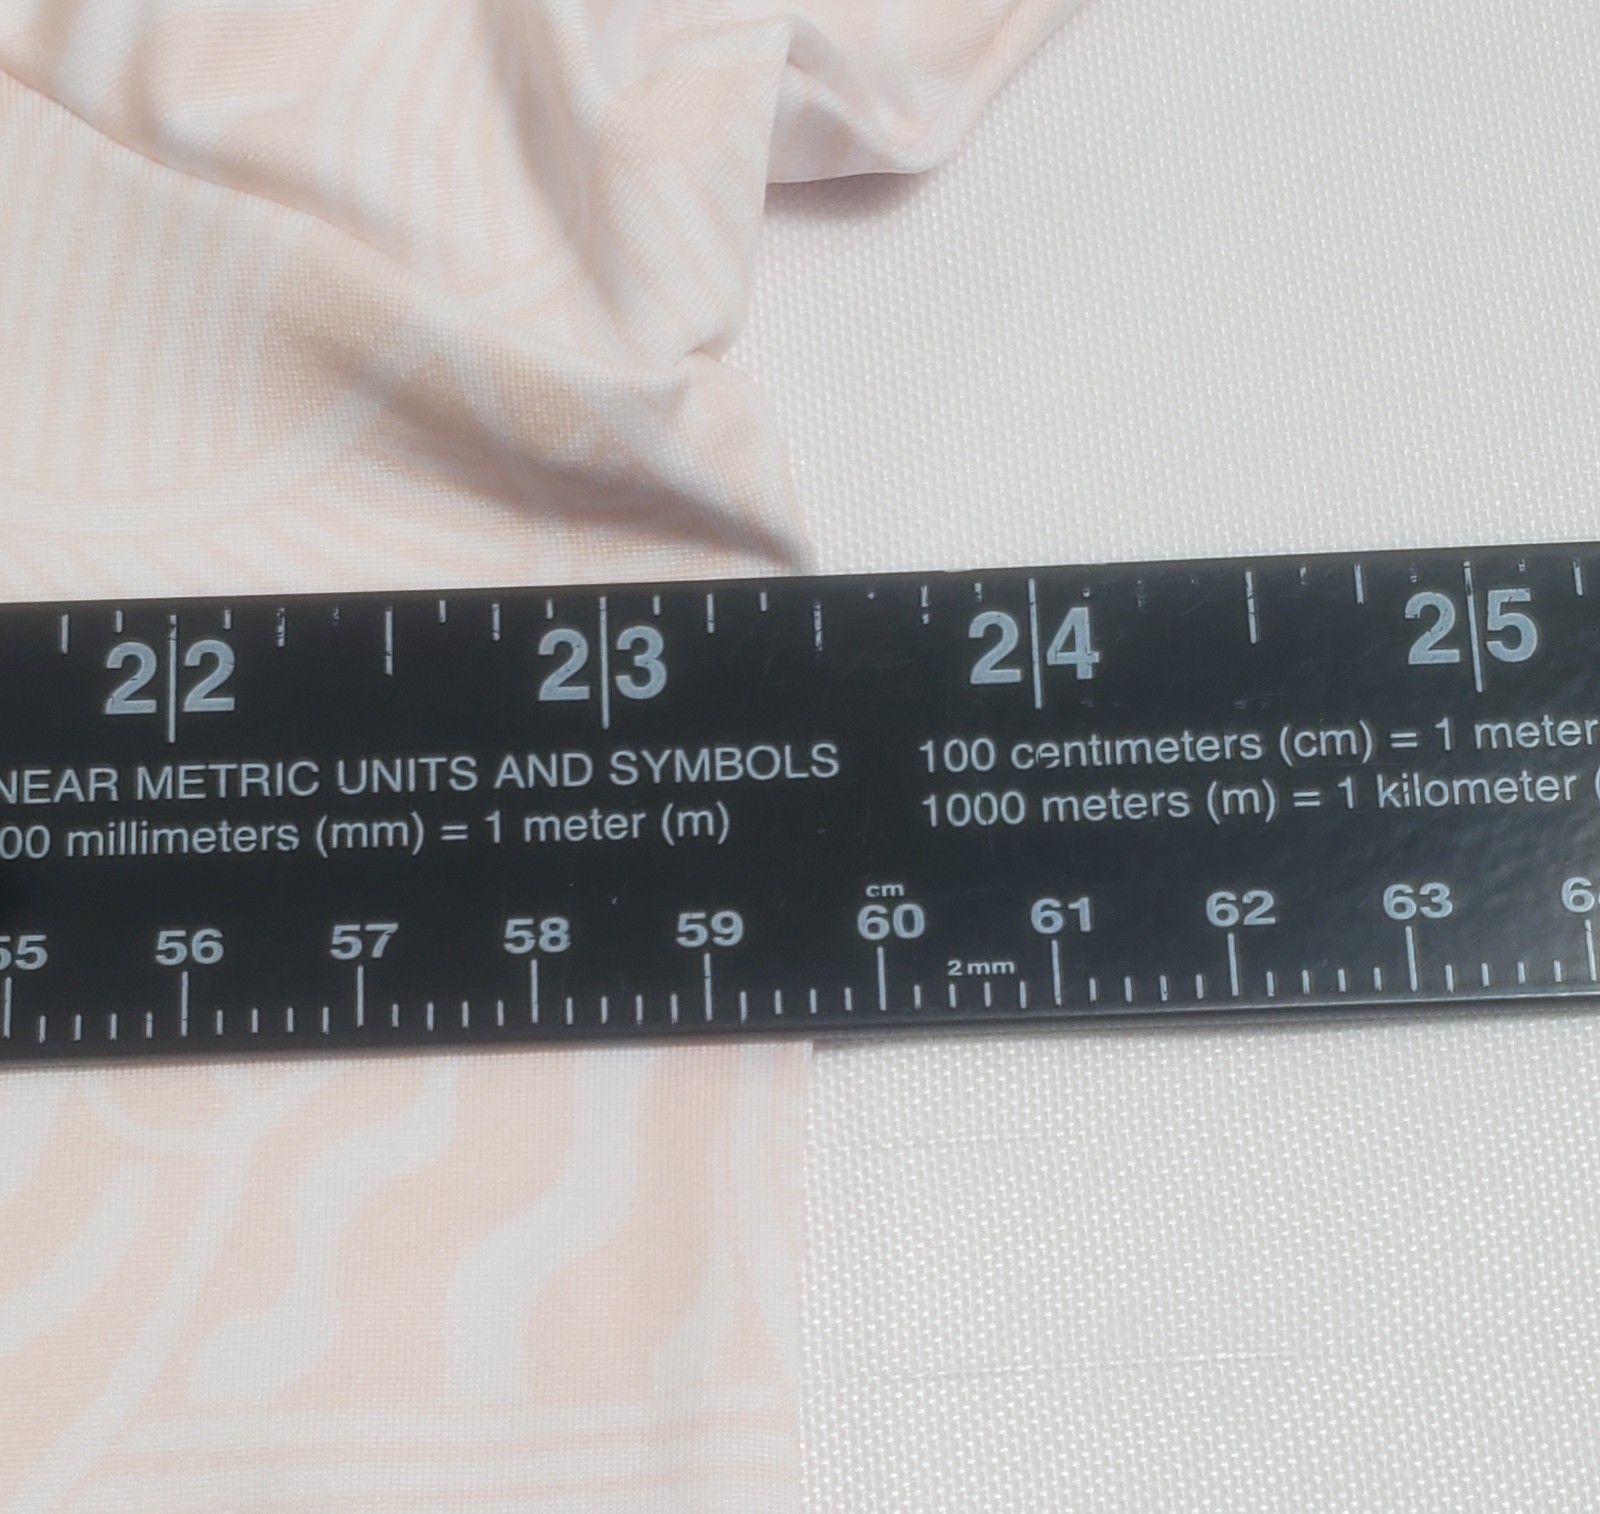 22 23 24 25
NEAR METRIC UNITS AND SYMBOLS 100 centimeters (cm) = 1 meter
00 millimeters (mm) = 1 meter (m) 1000 meters (m) = 1 kilometer (
cm
55 56 57 58 59 60 61 62 63 6
2mm